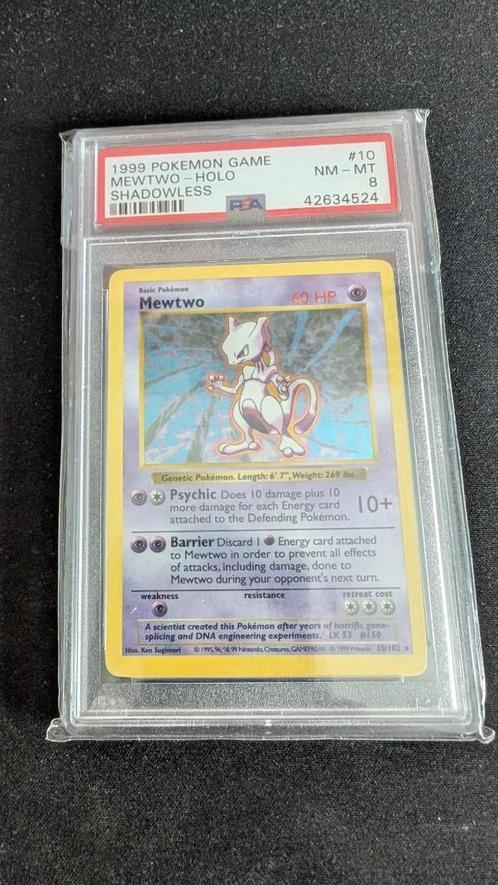 1999 POKEMON GAME #10
MEWTWO – HOLO NM – MT
SHADOWLESS 8
PSA 42634524
Basic Pokémon
Mewtwo 60 HP
Genetic Pokémon. Length: 6' 7", Weight: 269 lbs.
Psychic Does 10 damage plus 10
more damage for each Energy card
attached to the Defending Pokémon.
10+
Barrier Discard 1 Energy card attached
to Mewtwo in order to prevent all effects
of attacks, including damage, done to
Mewtwo during your opponent's next turn.
weakness resistance retreat cost
A scientist created this Pokémon after years of horrific gene-
splicing and DNA engineering experiments. LV. 53 #150
Illus. Ken Sugimori © 1995, 96, 98, 99 Nintendo, Creatures, GAMEFREAK. © 1999 Wizards. 10/102 ★